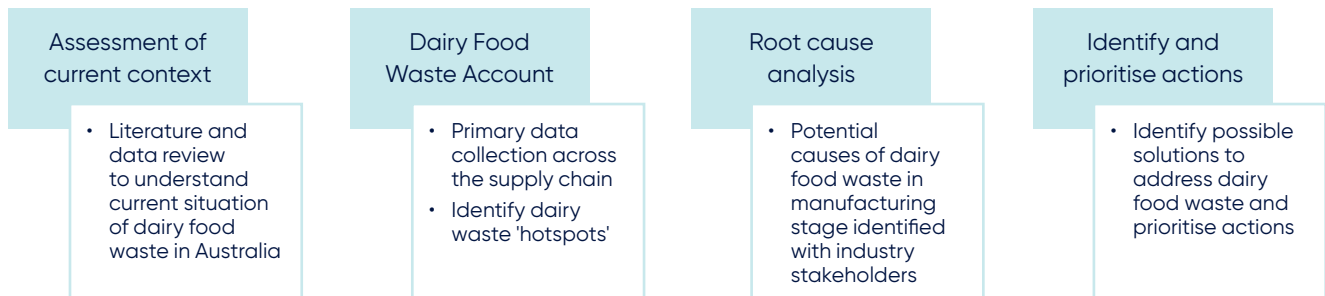 Assessment of
current context
• Literature and
data review
to understand
current situation
of dairy food
waste in Australia
Dairy Food
Waste Account
• Primary data
collection across
the supply chain
• Identify dairy
waste 'hotspots'
Root cause
analysis
• Potential
causes of dairy
food waste in
manufacturing
stage identified
with industry
stakeholders
Identify and
prioritise actions
• Identify possible
solutions to
address dairy
food waste and
prioritise actions